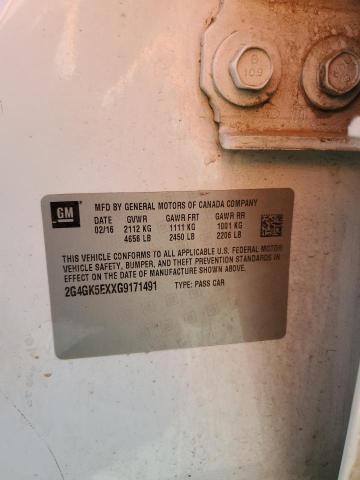 B
10.9
GM
MFD BY GENERAL MOTORS OF CANADA COMPANY
DATE GVWR GAWR FRT GAWR RR
02/16 2112 KG 1111 KG 1001 KG
4656 LB 2450 LB 2206 LB
THIS VEHICLE CONFORMS TO ALL APPLICABLE U.S. FEDERAL MOTOR
VEHICLE SAFETY, BUMPER, AND THEFT PREVENTION STANDARDS IN
EFFECT ON THE DATE OF MANUFACTURE SHOWN ABOVE.
2G4GK5EXXG9171491 TYPE: PASS CAR